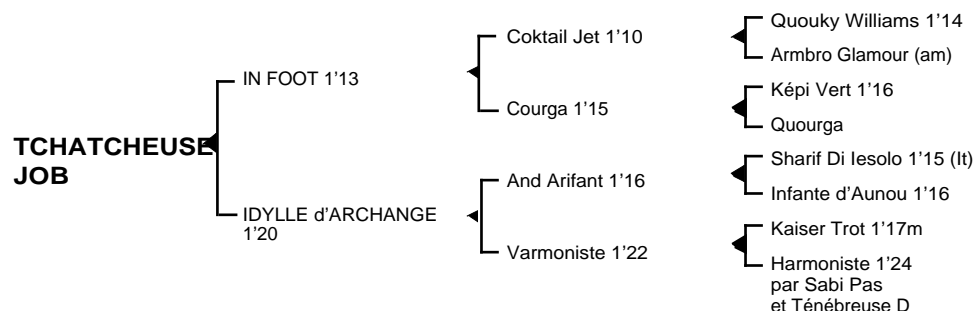 TCHATCHEUSE
JOB
IN FOOT 1’13
IDYLLE d’ARCHANGE
1’20
Coktail Jet 1’10
Courga 1’15
And Arifant 1’16
Varmoniste 1’22
Quouky Williams 1’14
Armbro Glamour (am)
Képi Vert 1’16
Quourga
Sharif Di Iesolo 1’15 (It)
Infante d’Aunou 1’16
Kaiser Trot 1’17m
Harmoniste 1’24
par Sabi Pas
et Ténébreuse D